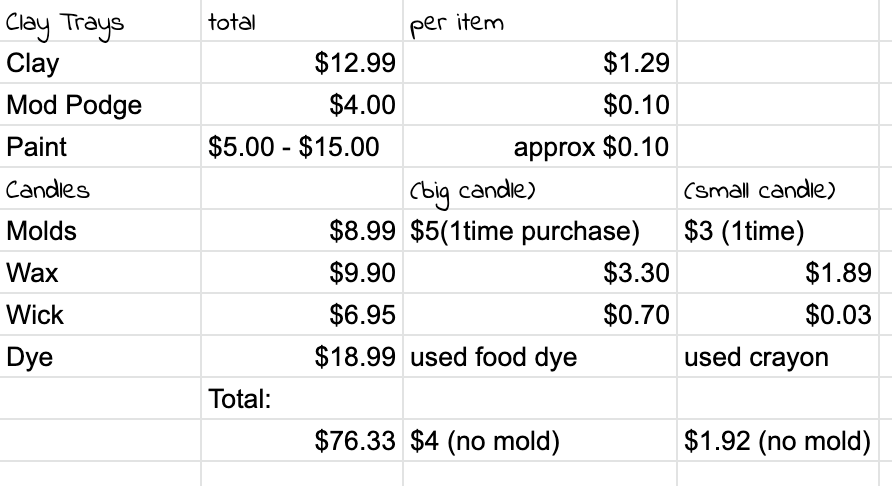 Clay Trays total per item
Clay $12.99 $1.29
Mod Podge $4.00 $0.10
Paint $5.00 - $15.00 approx $0.10
Candles (big candle) (small candle)
Molds $8.99 $5(1time purchase) $3 (1time)
Wax $9.90 $3.30 $1.89
Wick $6.95 $0.70 $0.03
Dye $18.99 used food dye used crayon
Total:
$76.33 $4 (no mold) $1.92 (no mold)